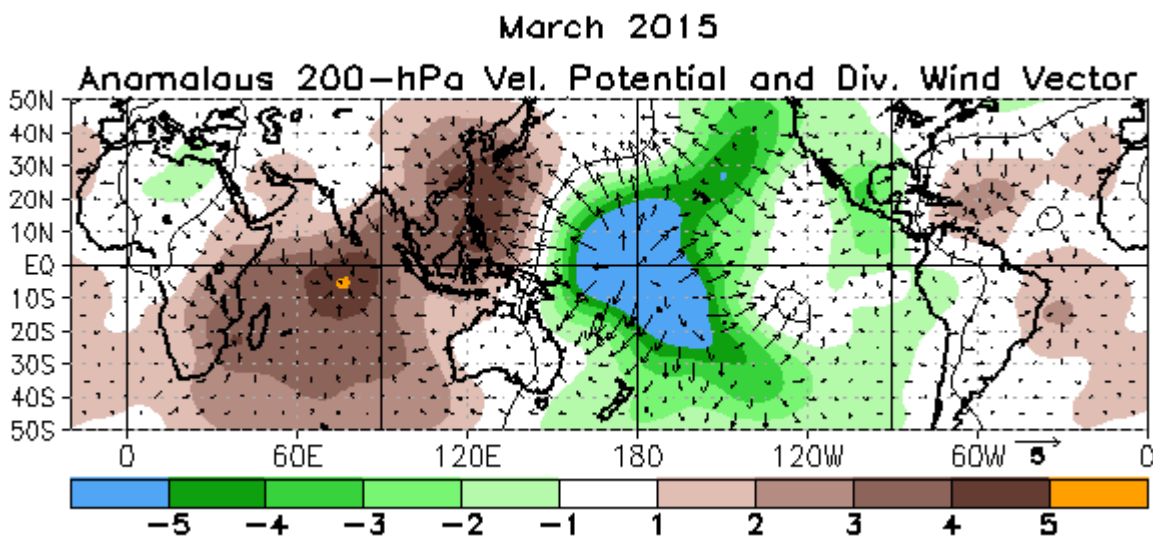 March 2015
Anamalaus 200-hPa Vel. Potential and Div. Wind Vector
50N
40N
30N
20N
10N
EQ
10S
20S
30S
40S
50S
0 60E 120E 180 120W 60W 5 0
-5 -4 -3 -2 -1 1 2 3 4 5